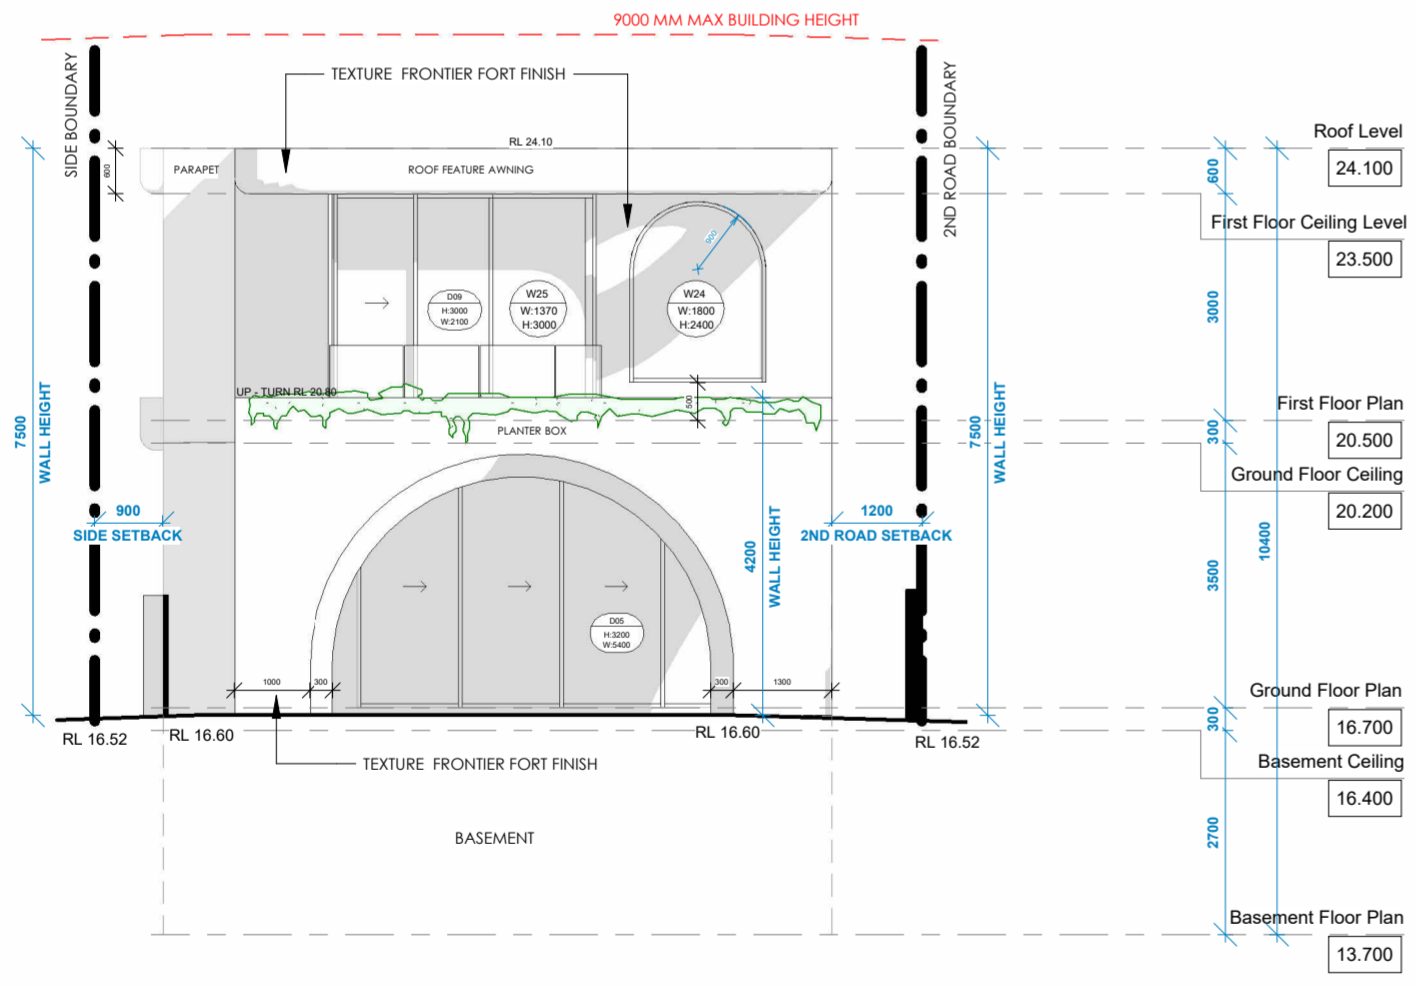 9000 MM MAX BUILDING HEIGHT
SIDE BOUNDARY
TEXTURE  FRONTIER FORT FINISH
2ND ROAD BOUNDARY
RL 24.10
600
PARAPET
ROOF FEATURE AWNING
Roof Level
24.100
600
First Floor Ceiling Level
23.500
900
D09
H:3000
W:2100
W25
W:1370
H:3000
W24
W:1800
H:2400
3000
UP - TURN RL 20.80
500
PLANTER BOX
First Floor Plan
20.500
300
Ground Floor Ceiling
20.200
7500
WALL HEIGHT
7500
WALL HEIGHT
900
SIDE SETBACK
1200
2ND ROAD SETBACK
4200
WALL HEIGHT
10400
3500
D05
H:3200
W:5400
1000
300
300
1300
Ground Floor Plan
16.700
300
RL 16.52
RL 16.60
RL 16.60
RL 16.52
TEXTURE  FRONTIER FORT FINISH
Basement Ceiling
16.400
BASEMENT
2700
Basement Floor Plan
13.700